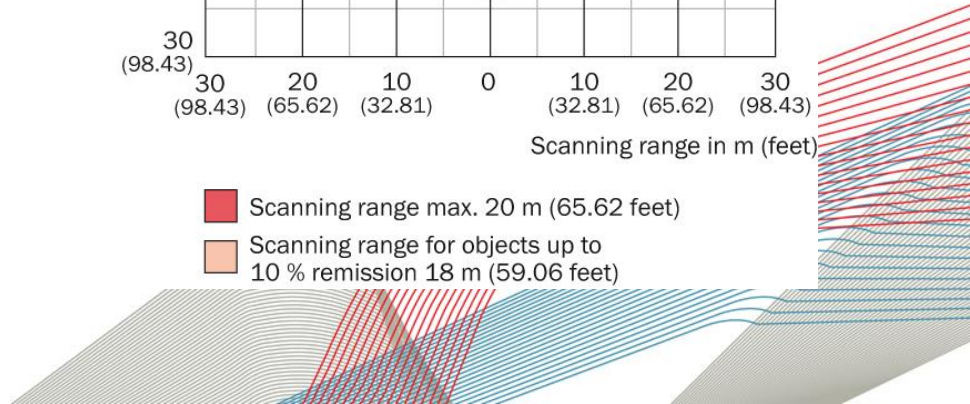 30
(98.43)
30 20 10 0 10 20 30
(98.43) (65.62) (32.81) (32.81) (65.62) (98.43)
Scanning range in m (feet)
Scanning range max. 20 m (65.62 feet)
Scanning range for objects up to
10 % remission 18 m (59.06 feet)